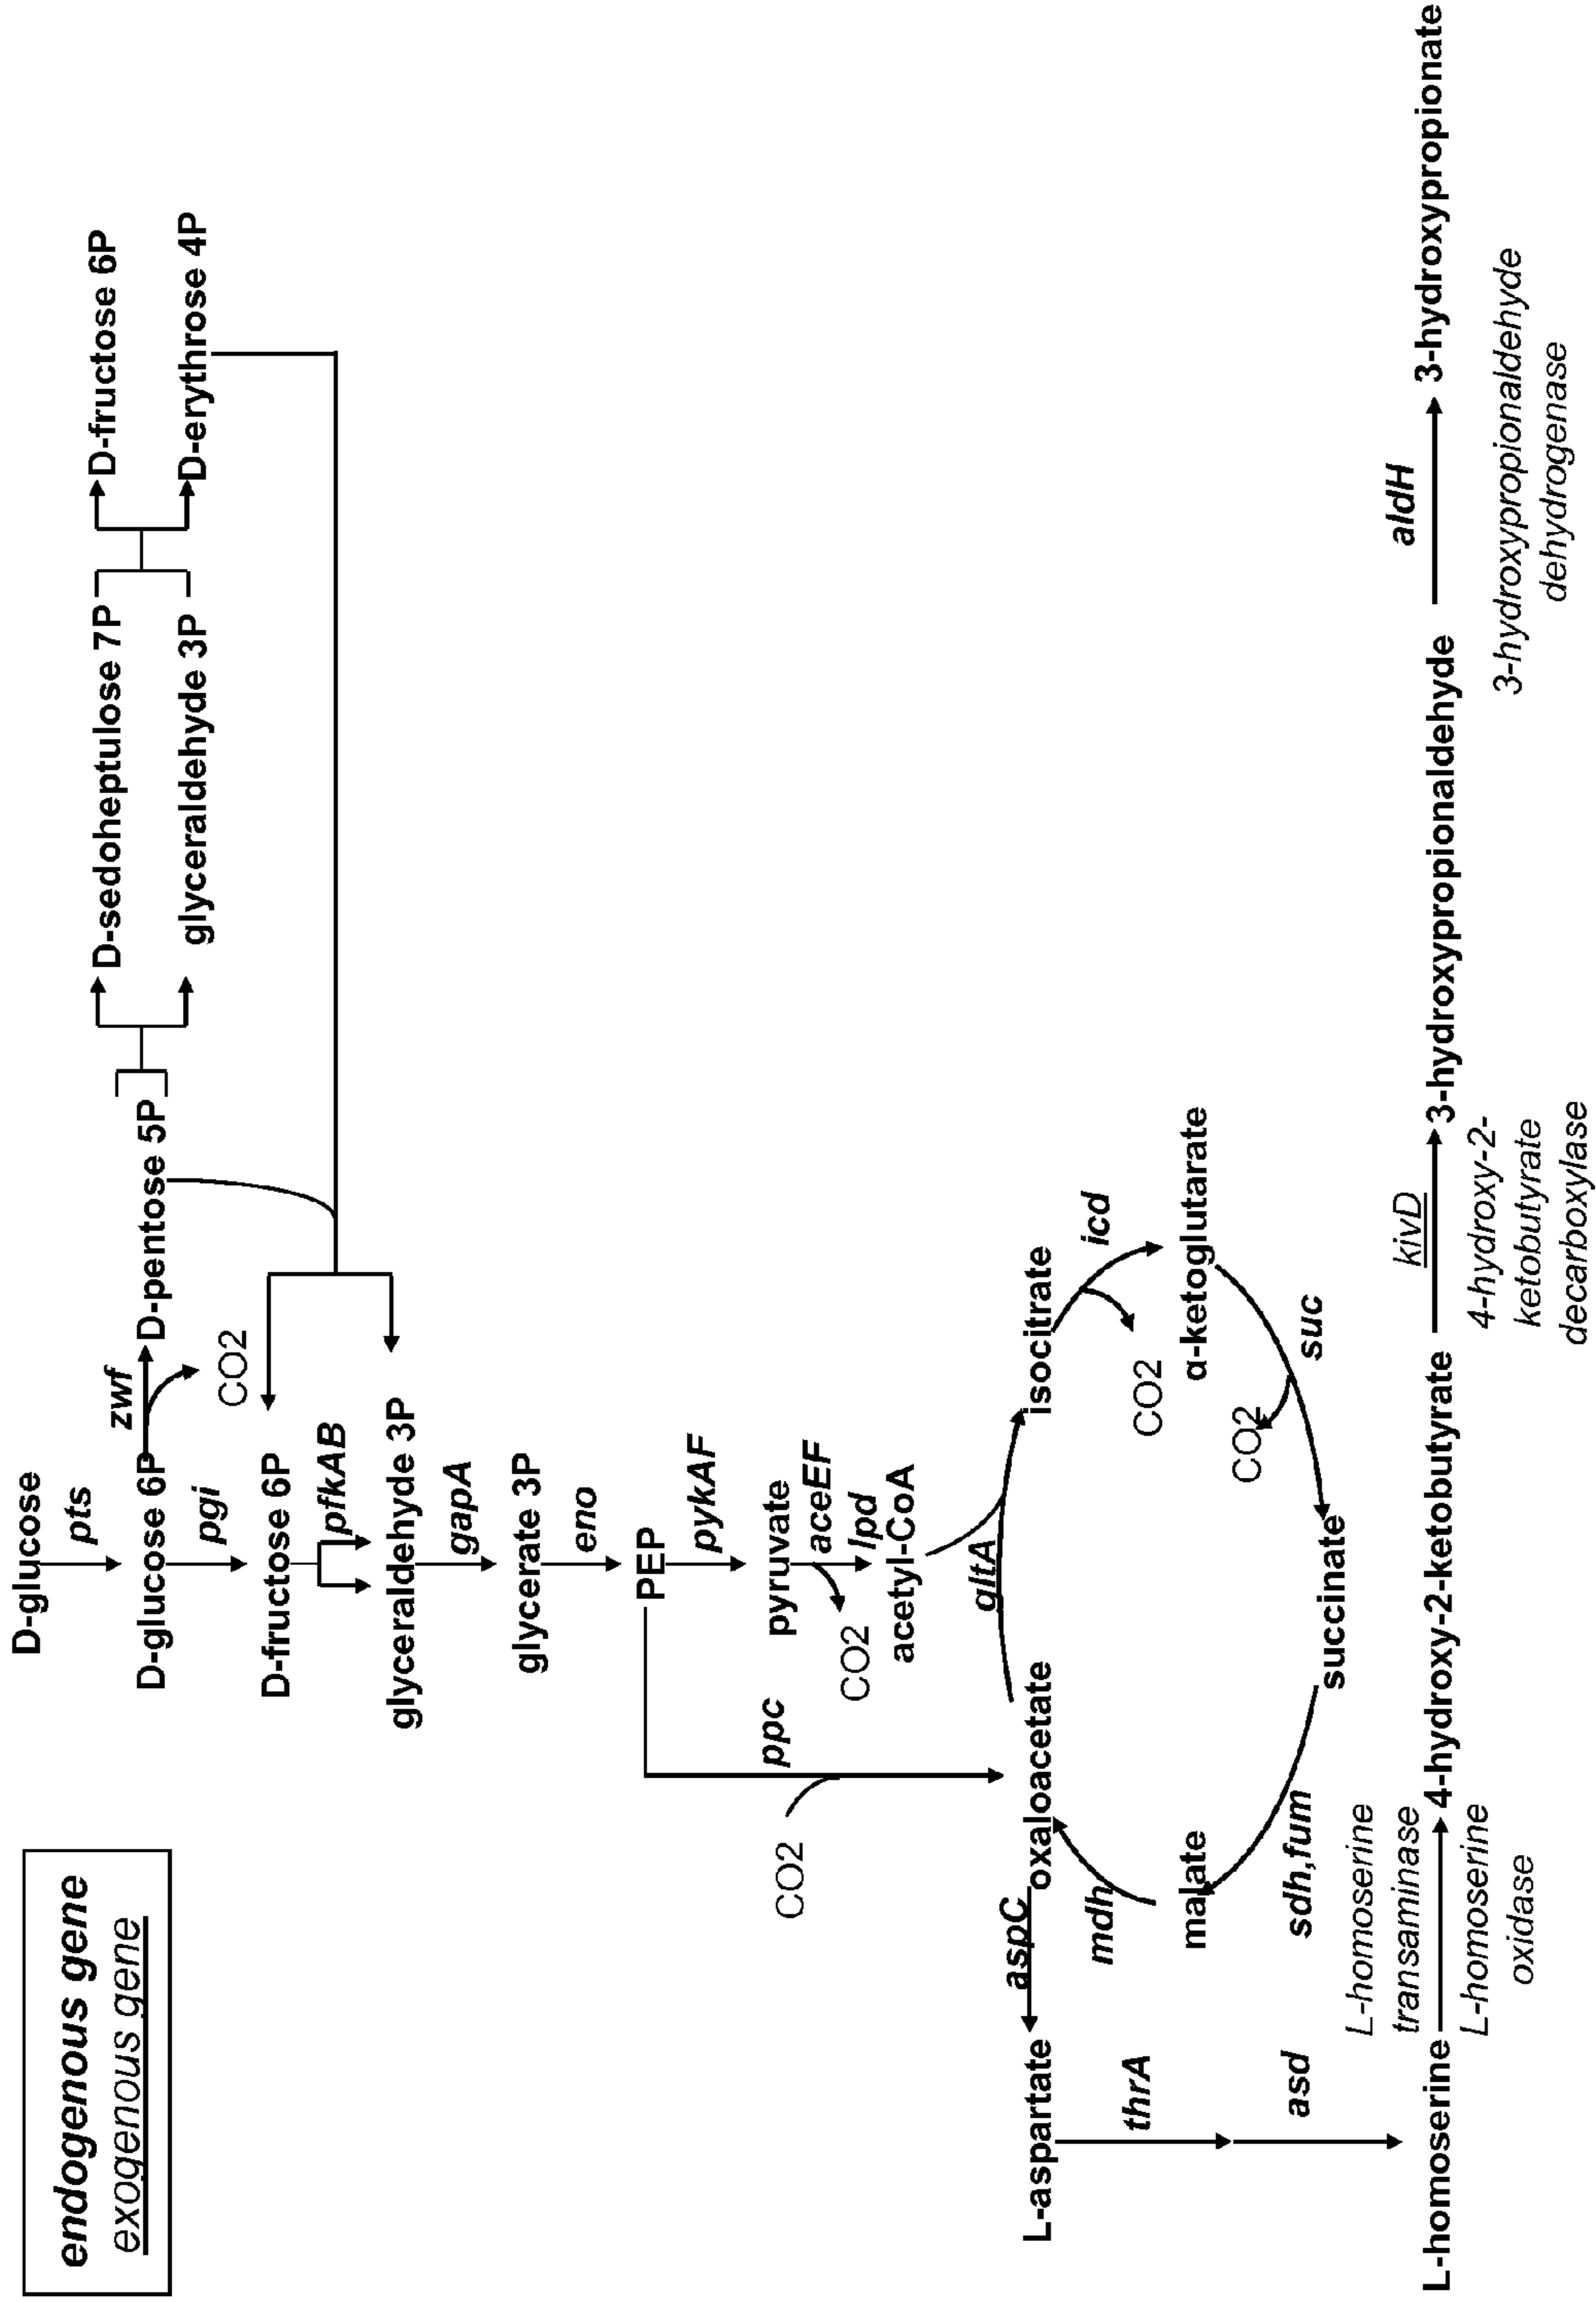 endogenous gene
exogenous gene
D-glucose
pts
D-glucose 6P
zwf
D-pentose 5P
D-sedoheptulose 7P
D-fructose 6P
CO2
glyceraldehyde 3P
D-erythrose 4P
pgi
D-fructose 6P
pfkAB
glyceraldehyde 3P
gapA
glycerate 3P
eno
PEP
pykAF
ppc
CO2
pyruvate
aceEF
CO2
lpd
acetyl-CoA
gltA
aspC
L-aspartate
oxaloacetate
isocitrate
icd
mdh
CO2
thrA
malate
α-ketoglutarate
CO2
suc
asd
sdh,fum
succinate
L-homoserine
transaminase
L-homoserine
4-hydroxy-2-ketobutyrate
L-homoserine
oxidase
kivD
4-hydroxy-2-
ketobutyrate
decarboxylase
3-hydroxypropionaldehyde
aldH
3-hydroxypropionaldehyde
dehydrogenase
3-hydroxypropionate